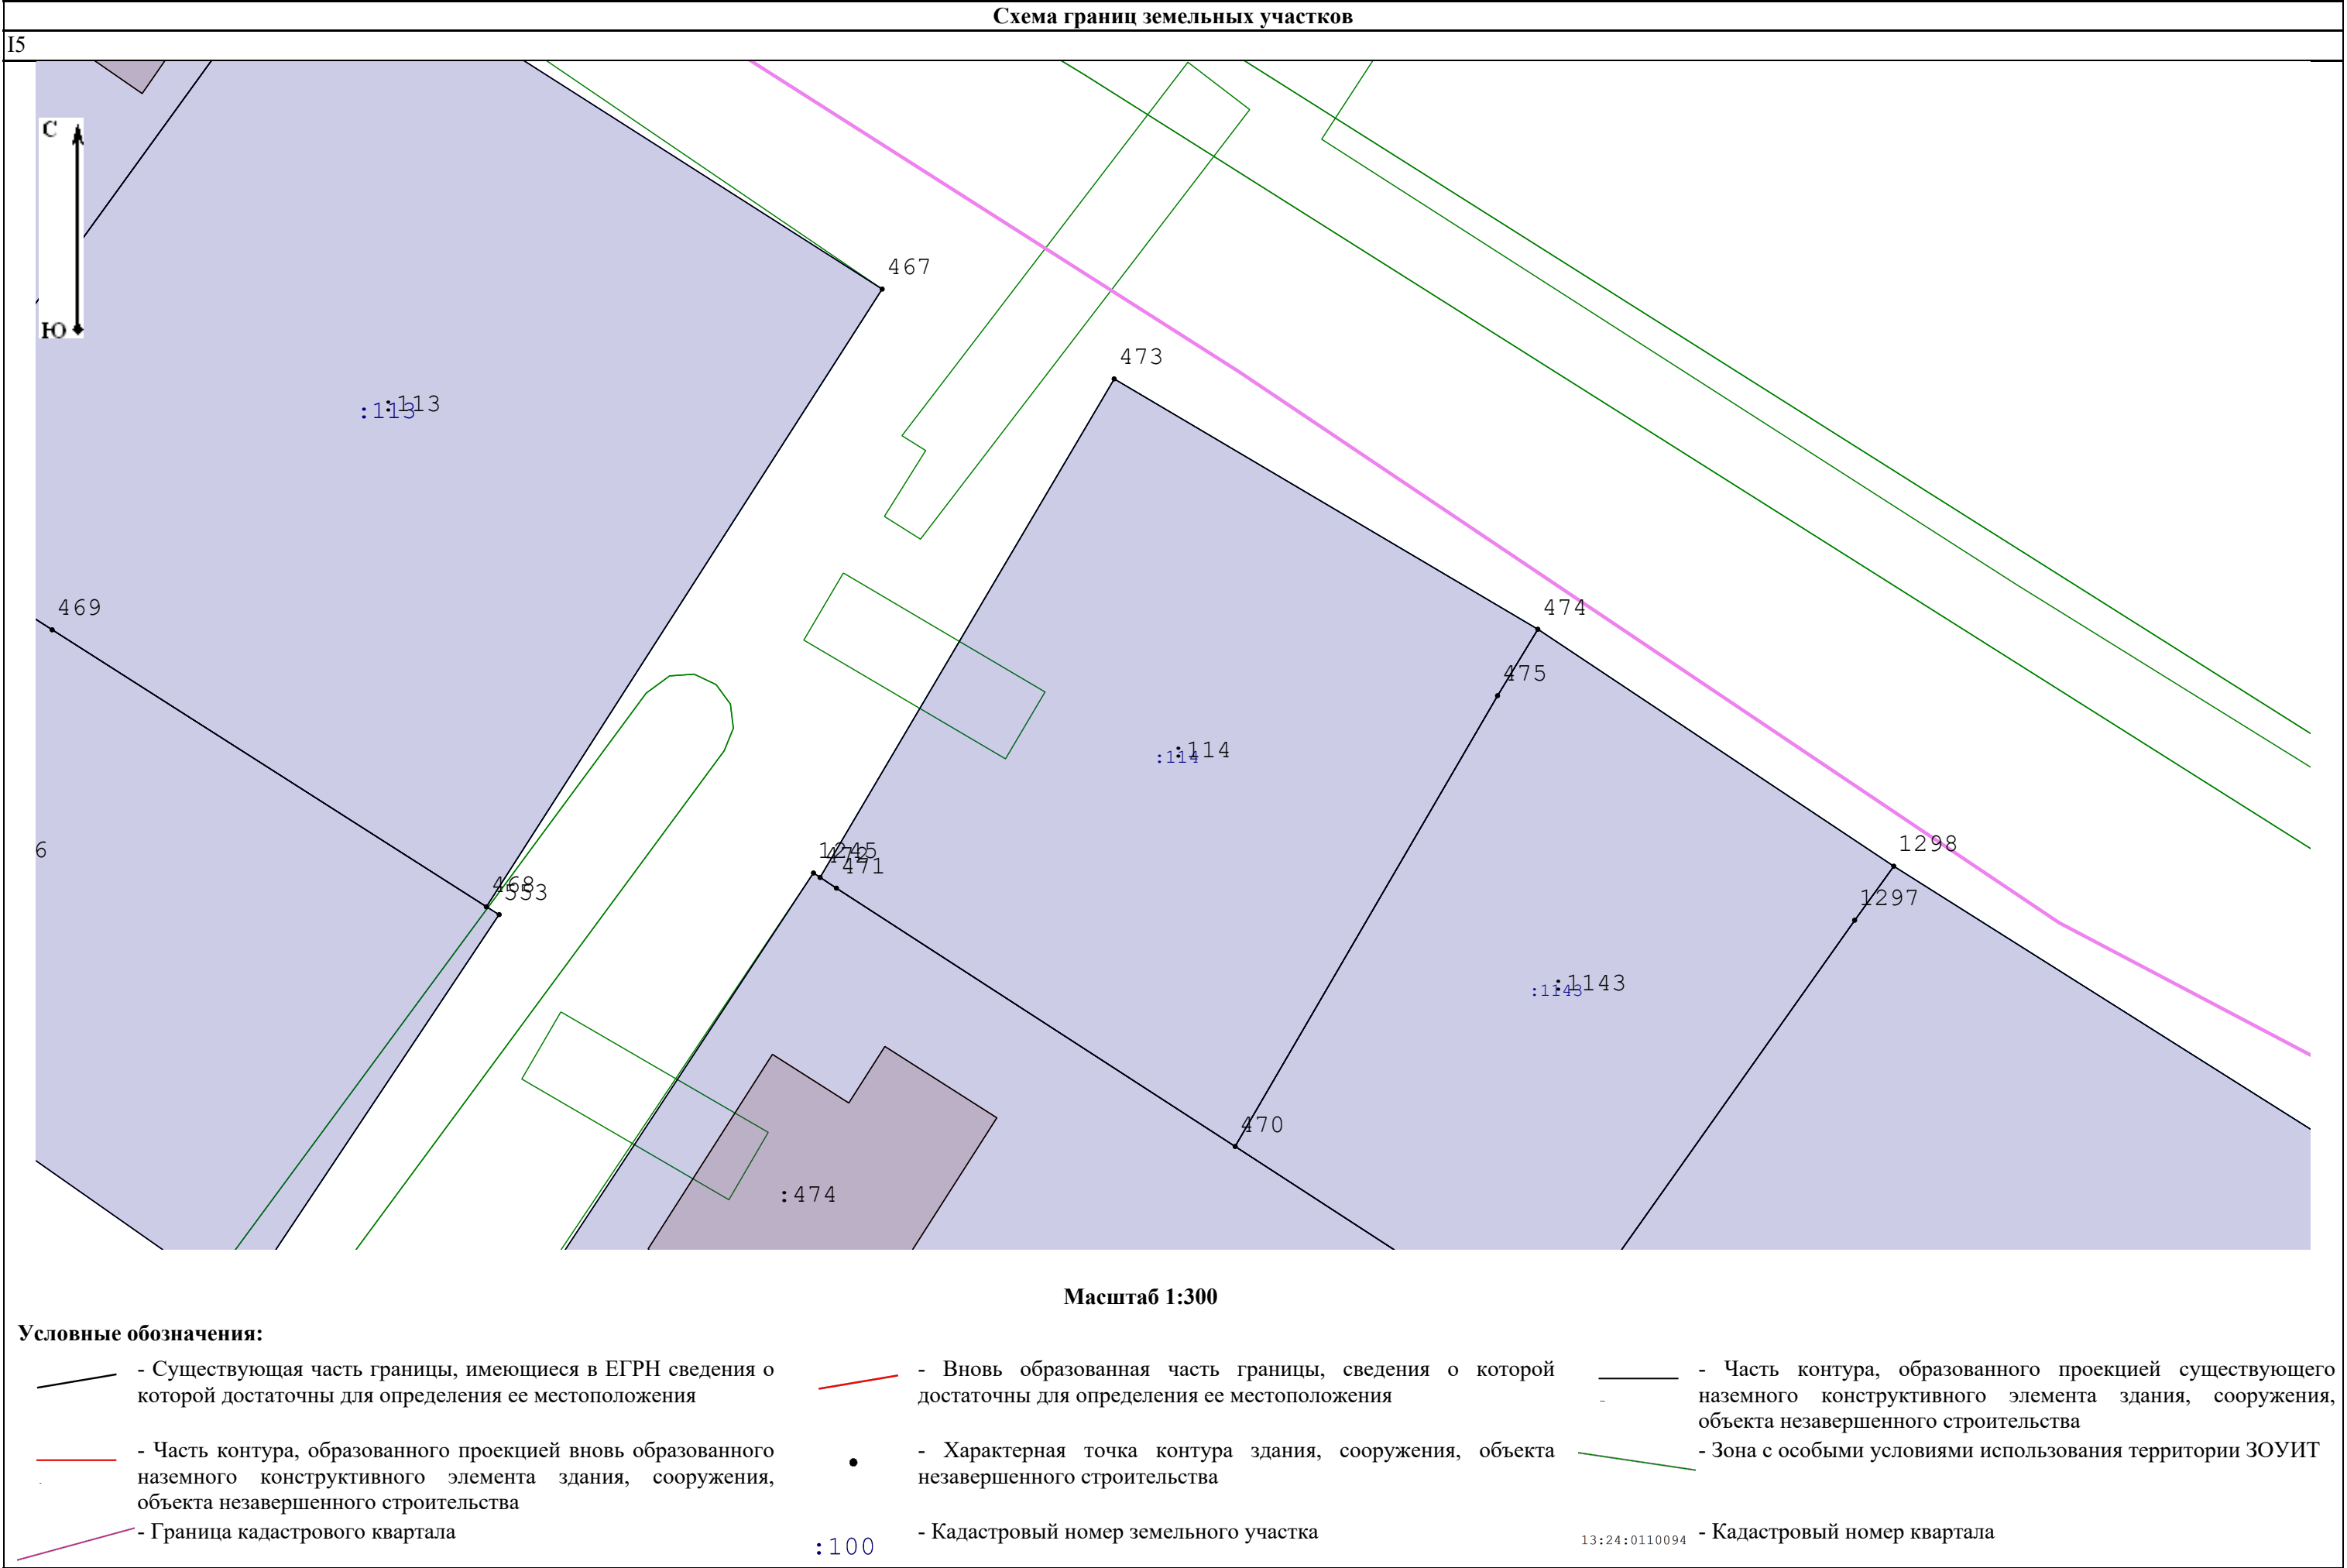 Схема границ земельных участков
I5
С
Ю
467
473
:113
:113
469
474
475
:114
:114
6
1245
472
471
1298
468
553
1297
:1143
:1143
470
:474
Масштаб 1:300
Условные обозначения:
- Существующая часть границы, имеющиеся в ЕГРН сведения о
которой достаточны для определения ее местоположения
- Вновь образованная часть границы, сведения о которой
достаточны для определения ее местоположения
- Часть контура, образованного проекцией существующего
наземного конструктивного элемента здания, сооружения,
объекта незавершенного строительства
- Часть контура, образованного проекцией вновь образованного
наземного конструктивного элемента здания, сооружения,
объекта незавершенного строительства
- Характерная точка контура здания, сооружения, объекта
незавершенного строительства
- Зона с особыми условиями использования территории ЗОУИТ
- Граница кадастрового квартала
:100
- Кадастровый номер земельного участка
13:24:0110094
- Кадастровый номер квартала